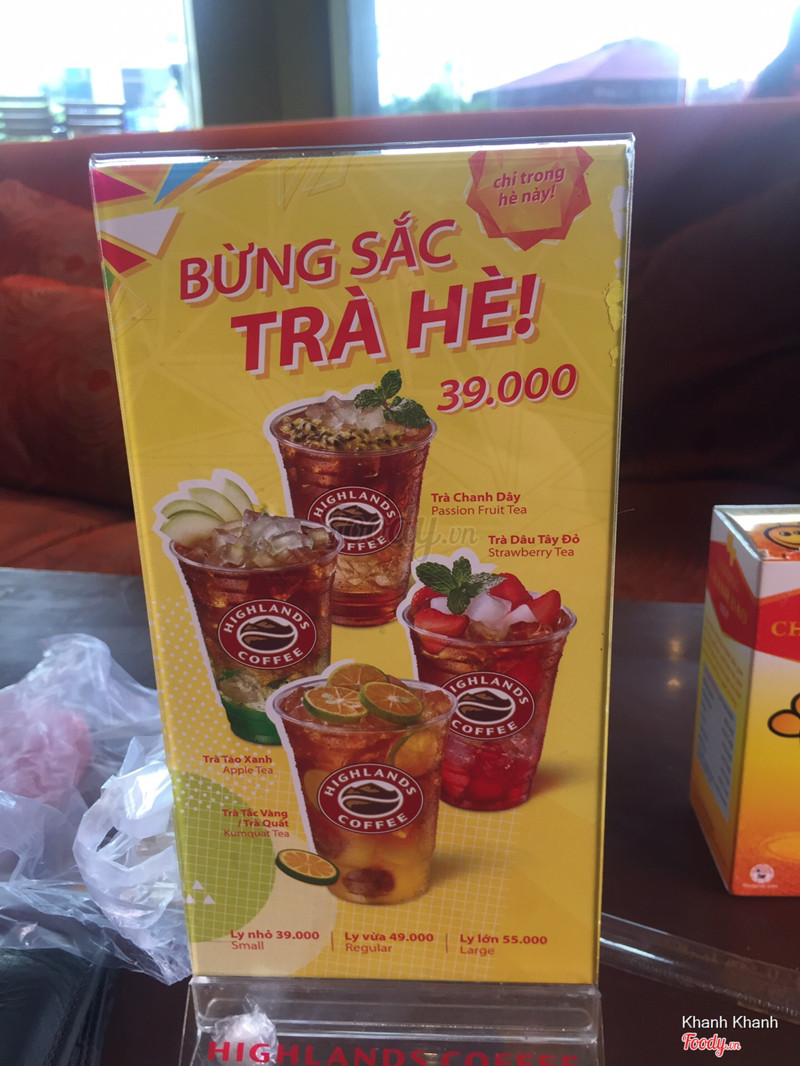 chỉ trong
hè này!
BỪNG SẮC
TRÀ HÈ!
39.000
Trà Chanh Dây
Passion Fruit Tea
Trà Dâu Tây Đỏ
Strawberry Tea
HIGHLANDS
COFFEE
HIGHLANDS
COFFEE
HIGHLANDS
COFFEE
HIGHLANDS
COFFEE
Trà Táo Xanh
Apple Tea
Trà Tắc Vàng
/ Trà Quất
Kumquat Tea
Ly nhỏ 39.000
Small
Ly vừa 49.000
Regular
Ly lớn 55.000
Large
HIGHLANDS COFFEE
CH
Khanh Khanh
Foody.vn